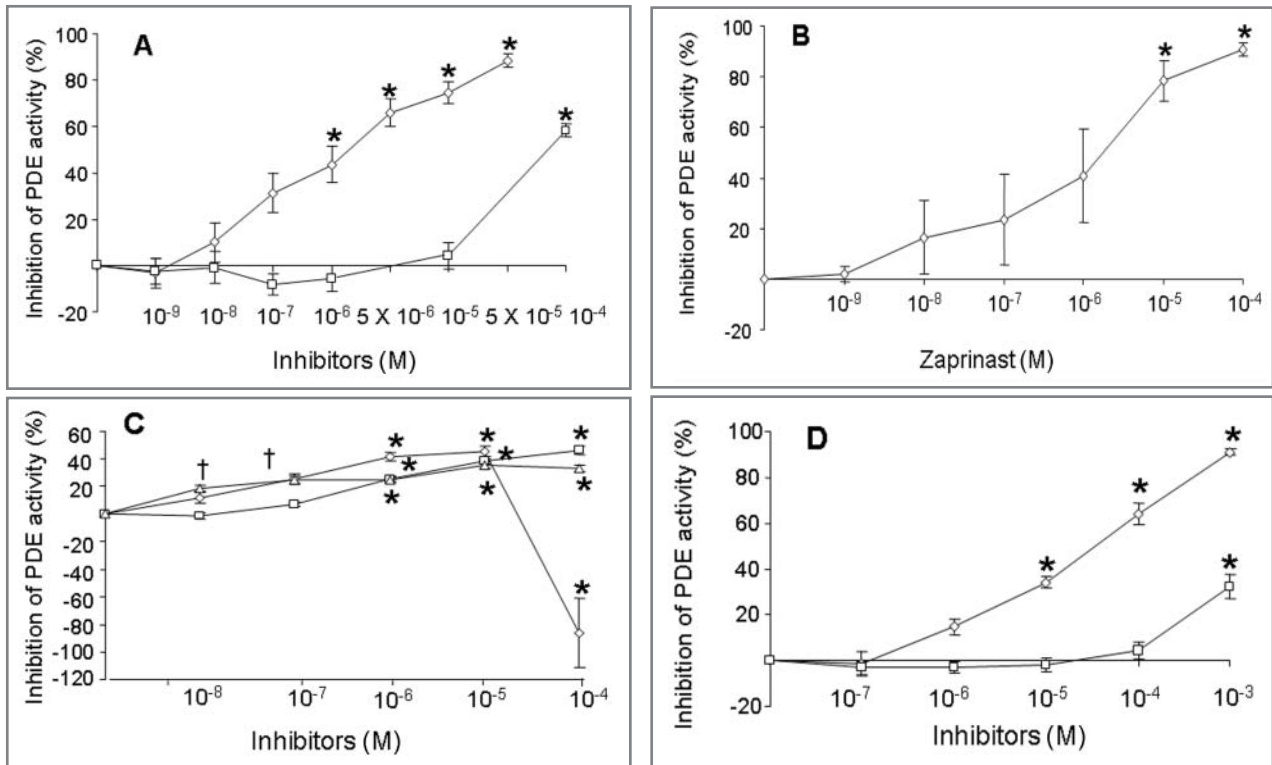 A
Inhibition of PDE activity (%)
100
80
60
40
20
-20
* * * * *
10-9 10-8 10-7 10-6 5 X 10-6 10-5 5 X 10-5 10-4
Inhibitors (M)
B
Inhibition of PDE activity (%)
100
80
60
40
20
0
-20
* *
10-9 10-8 10-7 10-6 10-5 10-4
Zaprinast (M)
C
Inhibition of PDE activity (%)
60
40
20
-20
-40
-60
-80
-100
-120
† † * * * * * * * * *
10-8 10-7 10-6 10-5 10-4
Inhibitors (M)
D
Inhibition of PDE activity (%)
100
80
60
40
20
-20
* * * *
10-7 10-6 10-5 10-4 10-3
Inhibitors (M)